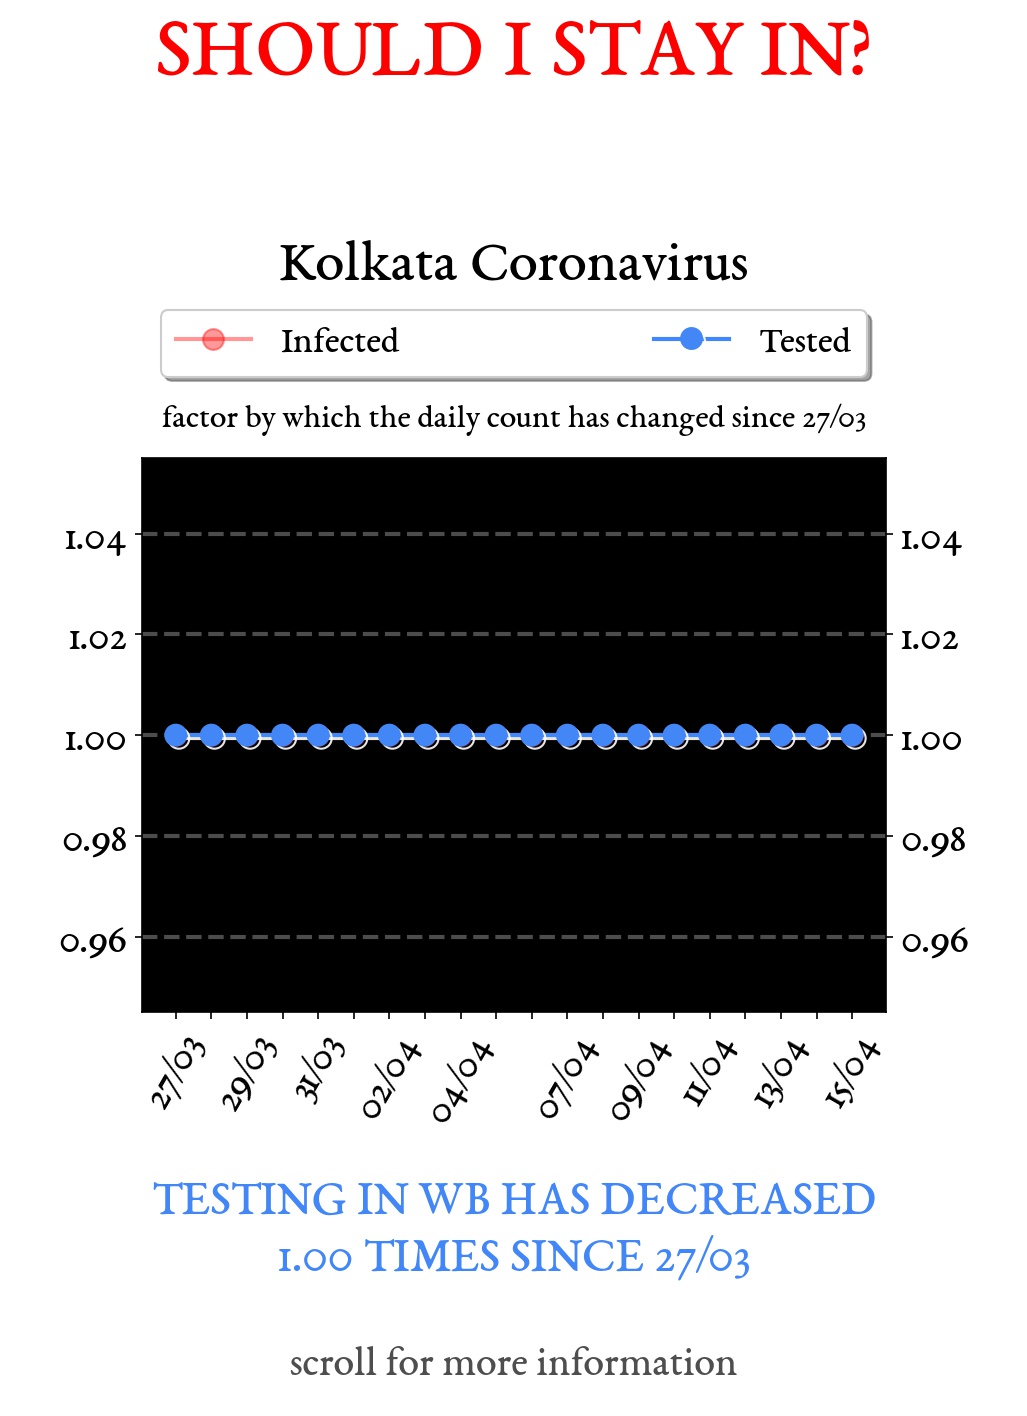 SHOULD I STAY IN?
Kolkata Coronavirus
Infected Tested
factor by which the daily count has changed since 27/03
1.04 1.04
1.02 1.02
1.00 1.00
0.98 0.98
0.96 0.96
27/03 29/03 31/03 02/04 04/04 07/04 09/04 11/04 13/04 15/04
TESTING IN WB HAS DECREASED
1.00 TIMES SINCE 27/03
scroll for more information